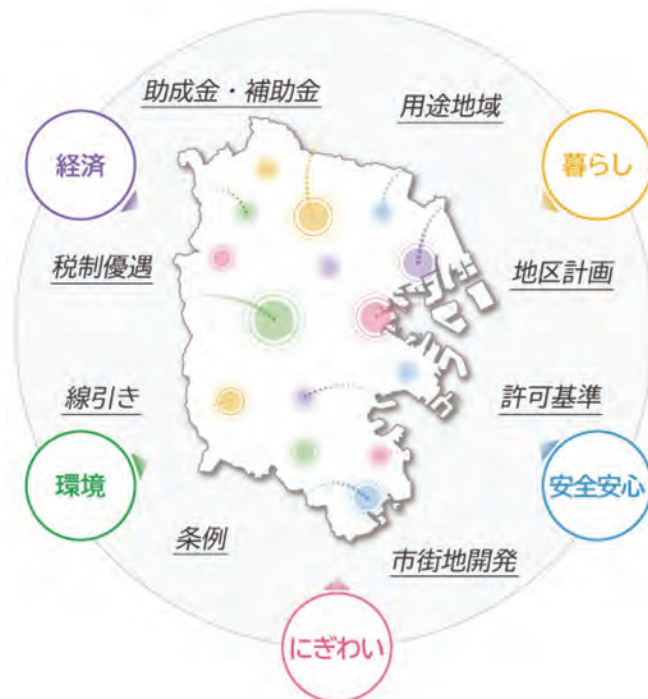 助成金・補助金
用途地域
経済
暮らし
税制優遇
地区計画
線引き
許可基準
環境
安全安心
条例
市街地開発
にぎわい